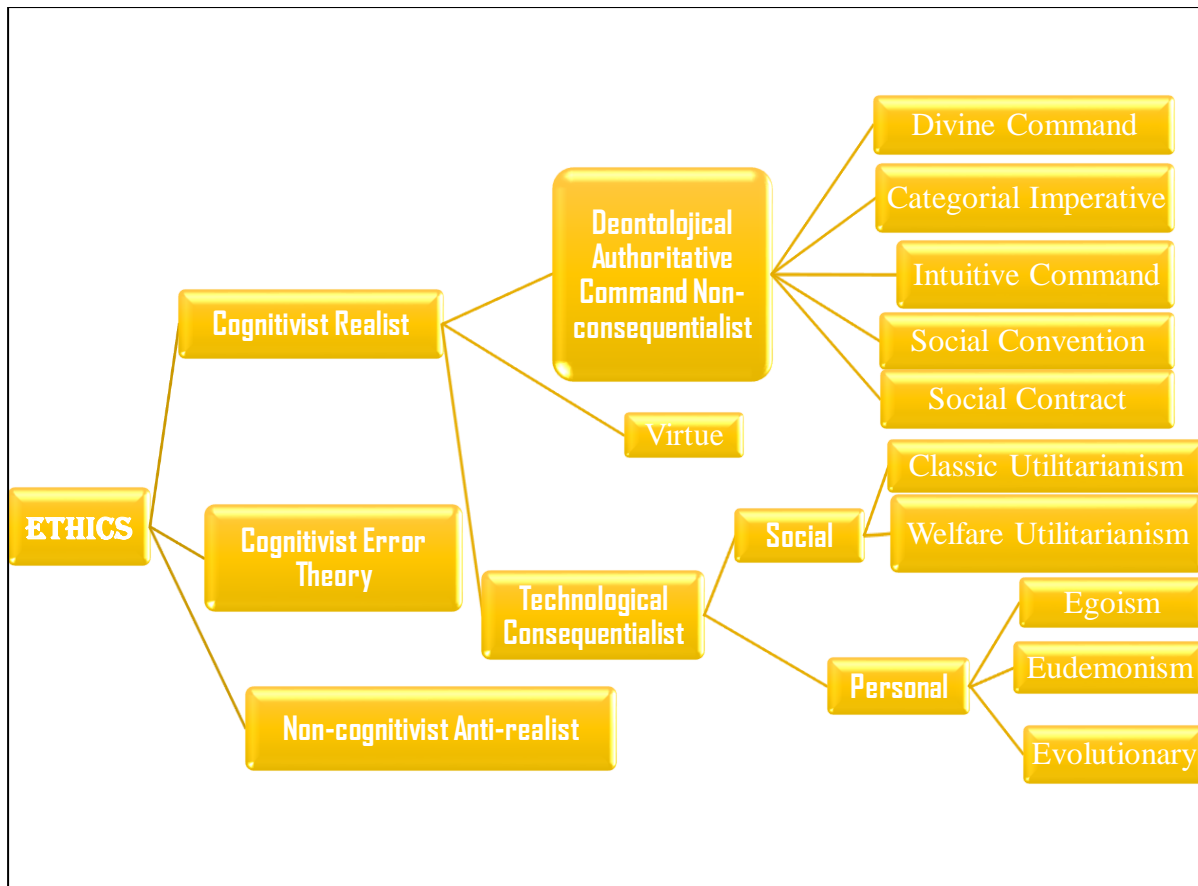 ETHICS
Cognitivist Realist
Cognitivist Error
Theory
Non-cognitivist Anti-realist
Deontolojical
Authoritative
Command Non-
consequentialist
Virtue
Technological
Consequentialist
Social
Personal
Divine Command
Categorial Imperative
Intuitive Command
Social Convention
Social Contract
Classic Utilitarianism
Welfare Utilitarianism
Egoism
Eudemonism
Evolutionary